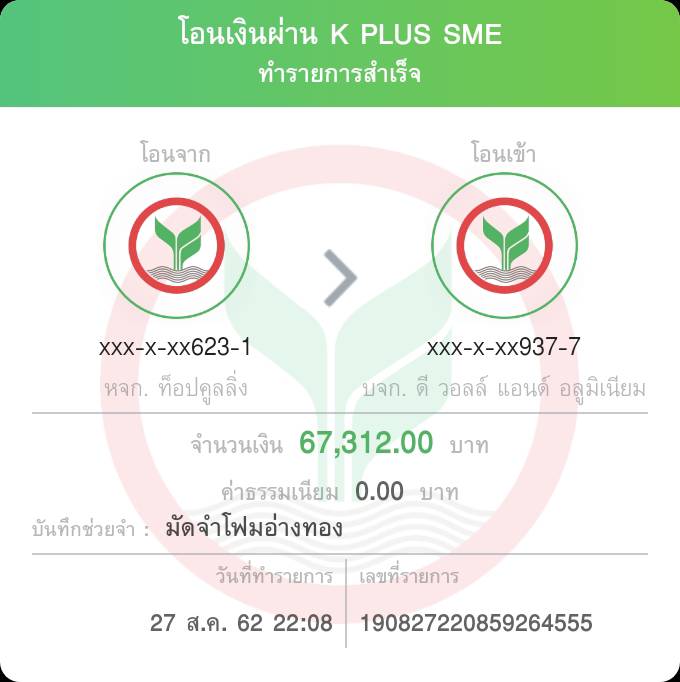 โอนเงินผ่าน K PLUS SME
ทำรายการสำเร็จ
โอนจาก
โอนเข้า
xxx-x-xx623-1
xxx-x-xx937-7
หจก. ท็อปคูลลิ่ง
บจก. ดี วอลล์ แอนด์ อลูมิเนียม
จำนวนเงิน 67,312.00 บาท
ค่าธรรมเนียม 0.00 บาท
บันทึกช่วยจำ : มัดจำโฟมอ่างทอง
วันที่ทำรายการ
เลขที่รายการ
27 ส.ค. 62 22:08
190827220859264555